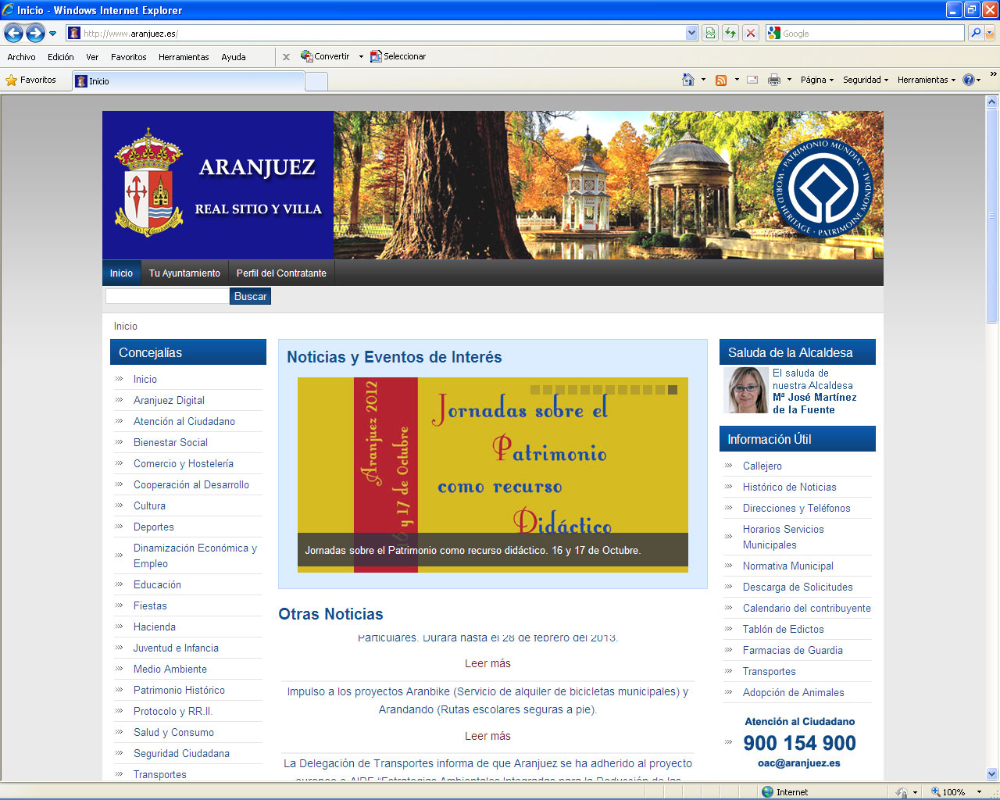 Inicio - Windows Internet Explorer
http://www.aranjuez.es/
Google
Archivo Edición Ver Favoritos Herramientas Ayuda
Convertir Seleccionar
Favoritos
Inicio
Página Seguridad Herramientas
ARANJUEZ
REAL SITIO Y VILLA
PATRIMONIO MUNDIAL · WORLD HERITAGE · PATRIMOINE MONDIAL
Inicio Tu Ayuntamiento Perfil del Contratante
Buscar
Inicio
Concejalías
Inicio
Aranjuez Digital
Atención al Ciudadano
Bienestar Social
Comercio y Hostelería
Cooperación al Desarrollo
Cultura
Deportes
Dinamización Económica y
Empleo
Educación
Fiestas
Hacienda
Juventud e Infancia
Medio Ambiente
Patrimonio Histórico
Protocolo y RR.II.
Salud y Consumo
Seguridad Ciudadana
Transportes
Noticias y Eventos de Interés
Aranjuez 2012
16 y 17 de Octubre
Jornadas sobre el
Patrimonio
como recurso
Didáctico
Jornadas sobre el Patrimonio como recurso didáctico. 16 y 17 de Octubre.
Otras Noticias
Particulares. Durará hasta el 28 de febrero del 2013.
Leer más
Impulso a los proyectos Aranbike (Servicio de alquiler de bicicletas municipales) y
Arandando (Rutas escolares seguras a pie).
Leer más
La Delegación de Transportes informa de que Aranjuez se ha adherido al proyecto
europeo e-AIRE "Estrategias Ambientales Integradas para la Reducción de las
Saluda de la Alcaldesa
El saluda de
nuestra Alcaldesa
Mª José Martínez
de la Fuente
Información Útil
Callejero
Histórico de Noticias
Direcciones y Teléfonos
Horarios Servicios
Municipales
Normativa Municipal
Descarga de Solicitudes
Calendario del contribuyente
Tablón de Edictos
Farmacias de Guardia
Transportes
Adopción de Animales
Atención al Ciudadano
900 154 900
oac@aranjuez.es
Internet
100%